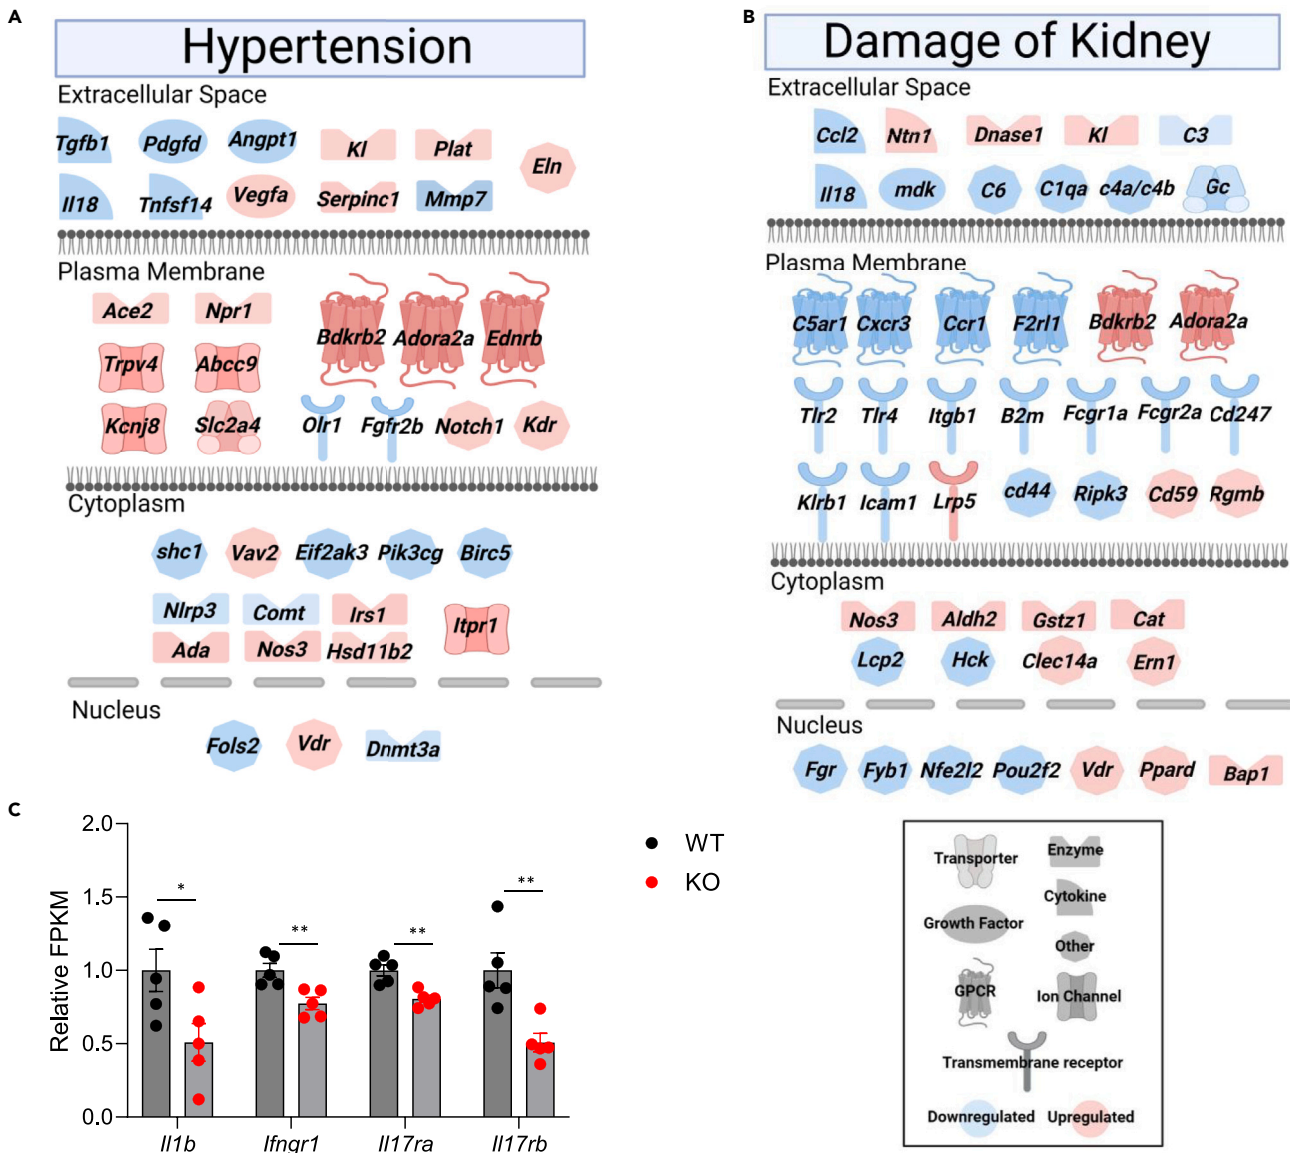 A
Hypertension
Extracellular Space
Tgfb1 Pdgfd Angpt1 Kl Plat Eln
Il18 Tnfsf14 Vegfa Serpinc1 Mmp7
Plasma Membrane
Ace2 Npr1 Bdkrb2 Adora2a Ednrb
Trpv4 Abcc9
Kcnj8 Slc2a4 Olr1 Fgfr2b Notch1 Kdr
Cytoplasm
shc1 Vav2 Eif2ak3 Pik3cg Birc5
Nlrp3 Comt Irs1 Itpr1
Ada Nos3 Hsd11b2
Nucleus
Fols2 Vdr Dnmt3a
B
Damage of Kidney
Extracellular Space
Ccl2 Ntn1 Dnase1 Kl C3
Il18 mdk C6 C1qa c4a/c4b Gc
Plasma Membrane
C5ar1 Cxcr3 Ccr1 F2rl1 Bdkrb2 Adora2a
Tlr2 Tlr4 Itgb1 B2m Fcgr1a Fcgr2a Cd247
Klrb1 Icam1 Lrp5 cd44 Ripk3 Cd59 Rgmb
Cytoplasm
Nos3 Aldh2 Gstz1 Cat
Lcp2 Hck Clec14a Ern1
Nucleus
Fgr Fyb1 Nfe2l2 Pou2f2 Vdr Ppard Bap1
C
Relative FPKM
2.0
1.5
1.0
0.5
0.0
* ** ** **
Il1b Ifngr1 Il17ra Il17rb
WT
KO
Transporter Enzyme
Cytokine
Growth Factor
Other
GPCR Ion Channel
Transmembrane receptor
Downregulated Upregulated